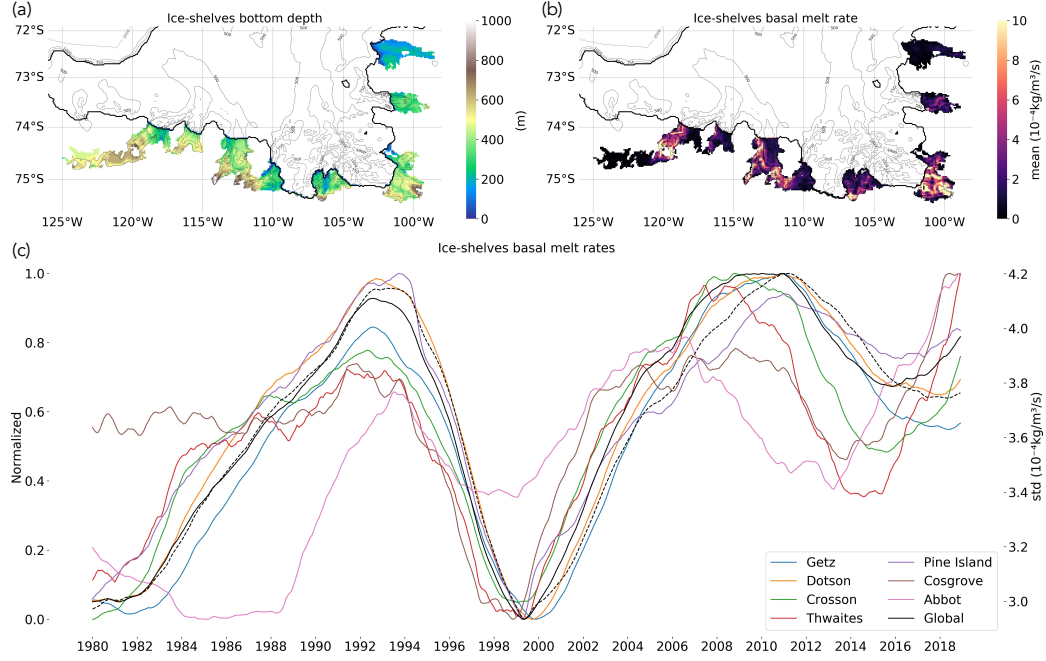 (a)
Ice-shelves bottom depth
72°S
73°S
74°S
75°S
125°W
120°W
115°W
110°W
105°W
100°W
1000
800
600
400
200
0
(m)
(b)
Ice-shelves basal melt rate
72°S
73°S
74°S
75°S
125°W
120°W
115°W
110°W
105°W
100°W
10
8
6
4
2
0
mean (10⁻⁴kg/m³/s)
(c)
Ice-shelves basal melt rates
Normalized
1.0
0.8
0.6
0.4
0.2
0.0
4.2
4.0
3.8
3.6
3.4
3.2
3.0
std (10⁻⁴kg/m³/s)
1980
1982
1984
1986
1988
1990
1992
1994
1996
1998
2000
2002
2004
2006
2008
2010
2012
2014
2016
2018
Getz
Dotson
Crosson
Thwaites
Pine Island
Cosgrove
Abbot
Global